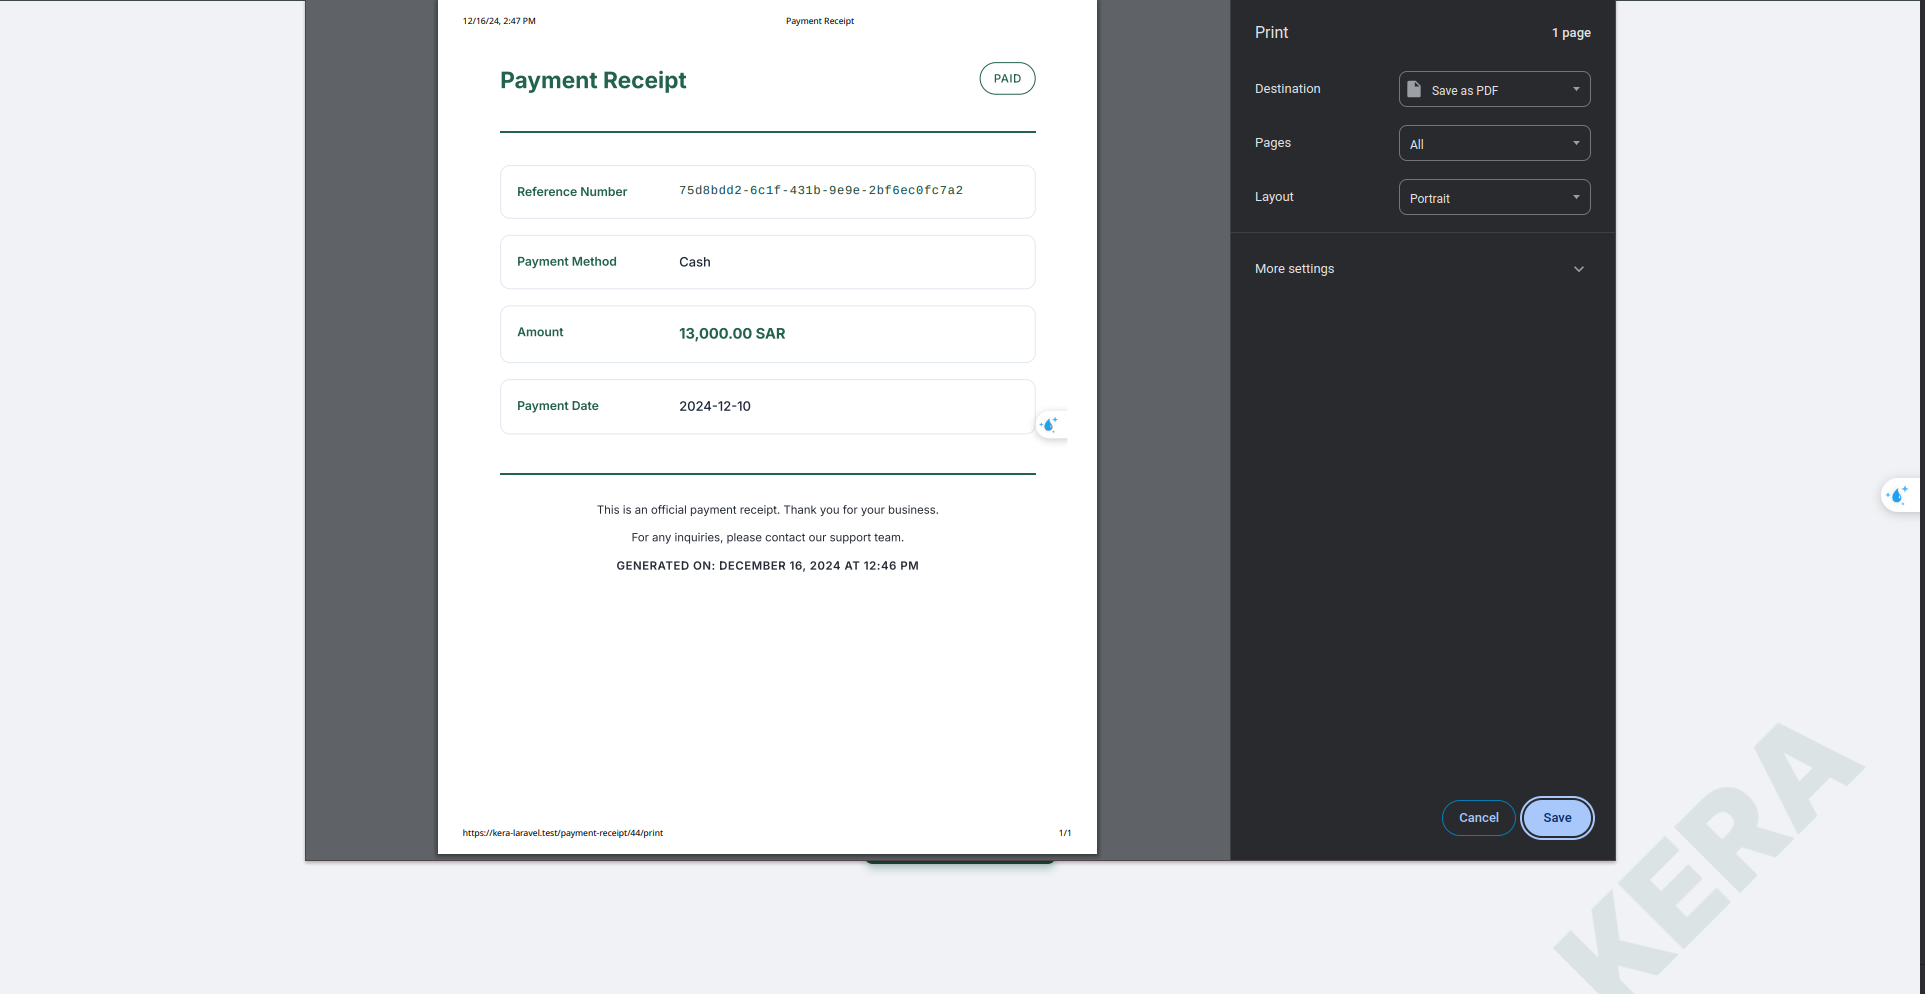 12/16/24, 2:47 PM Payment Receipt
Payment Receipt PAID
Reference Number 75d8bdd2-6c1f-431b-9e9e-2bf6ec0fc7a2
Payment Method Cash
Amount 13,000.00 SAR
Payment Date 2024-12-10
This is an official payment receipt. Thank you for your business.
For any inquiries, please contact our support team.
GENERATED ON: DECEMBER 16, 2024 AT 12:46 PM
https://kera-laravel.test/payment-receipt/44/print 1/1
Print 1 page
Destination Save as PDF
Pages All
Layout Portrait
More settings
Cancel Save
KERA